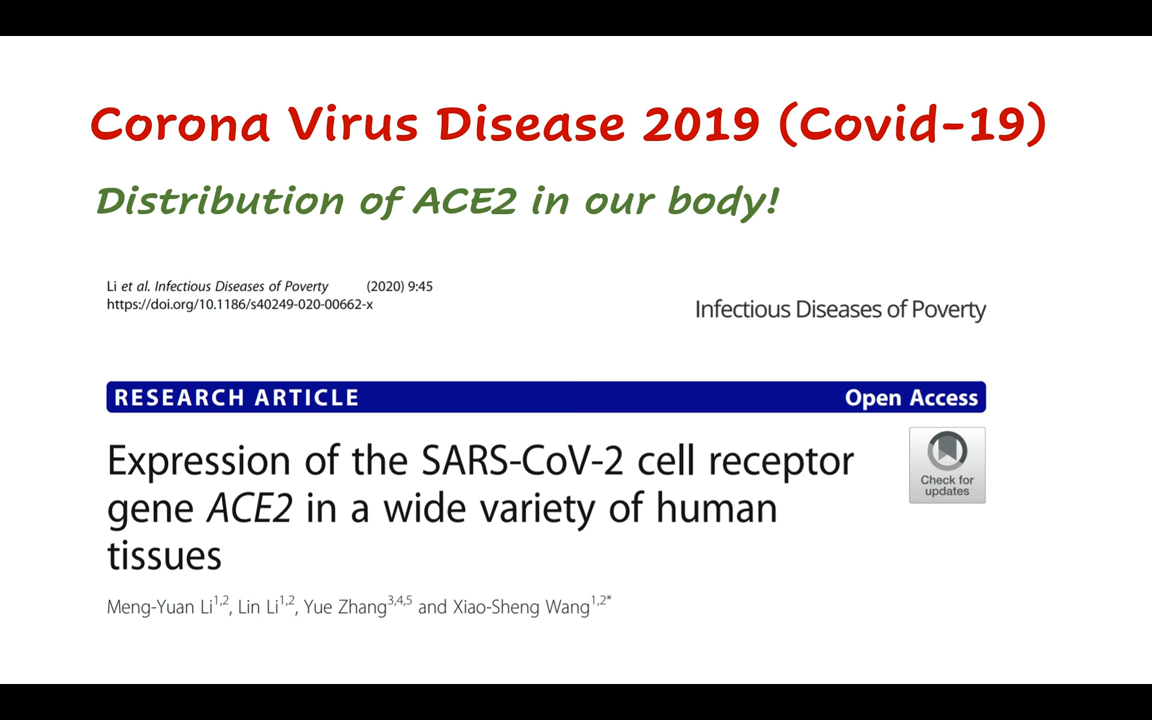 Corona Virus Disease 2019 (Covid-19)
Distribution of ACE2 in our body!
Li et al. Infectious Diseases of Poverty (2020) 9:45
https://doi.org/10.1186/s40249-020-00662-x
Infectious Diseases of Poverty
RESEARCH ARTICLE Open Access
Expression of the SARS-CoV-2 cell receptor
gene ACE2 in a wide variety of human
tissues
Check for
updates
Meng-Yuan Li1,2, Lin Li1,2, Yue Zhang3,4,5 and Xiao-Sheng Wang1,2*